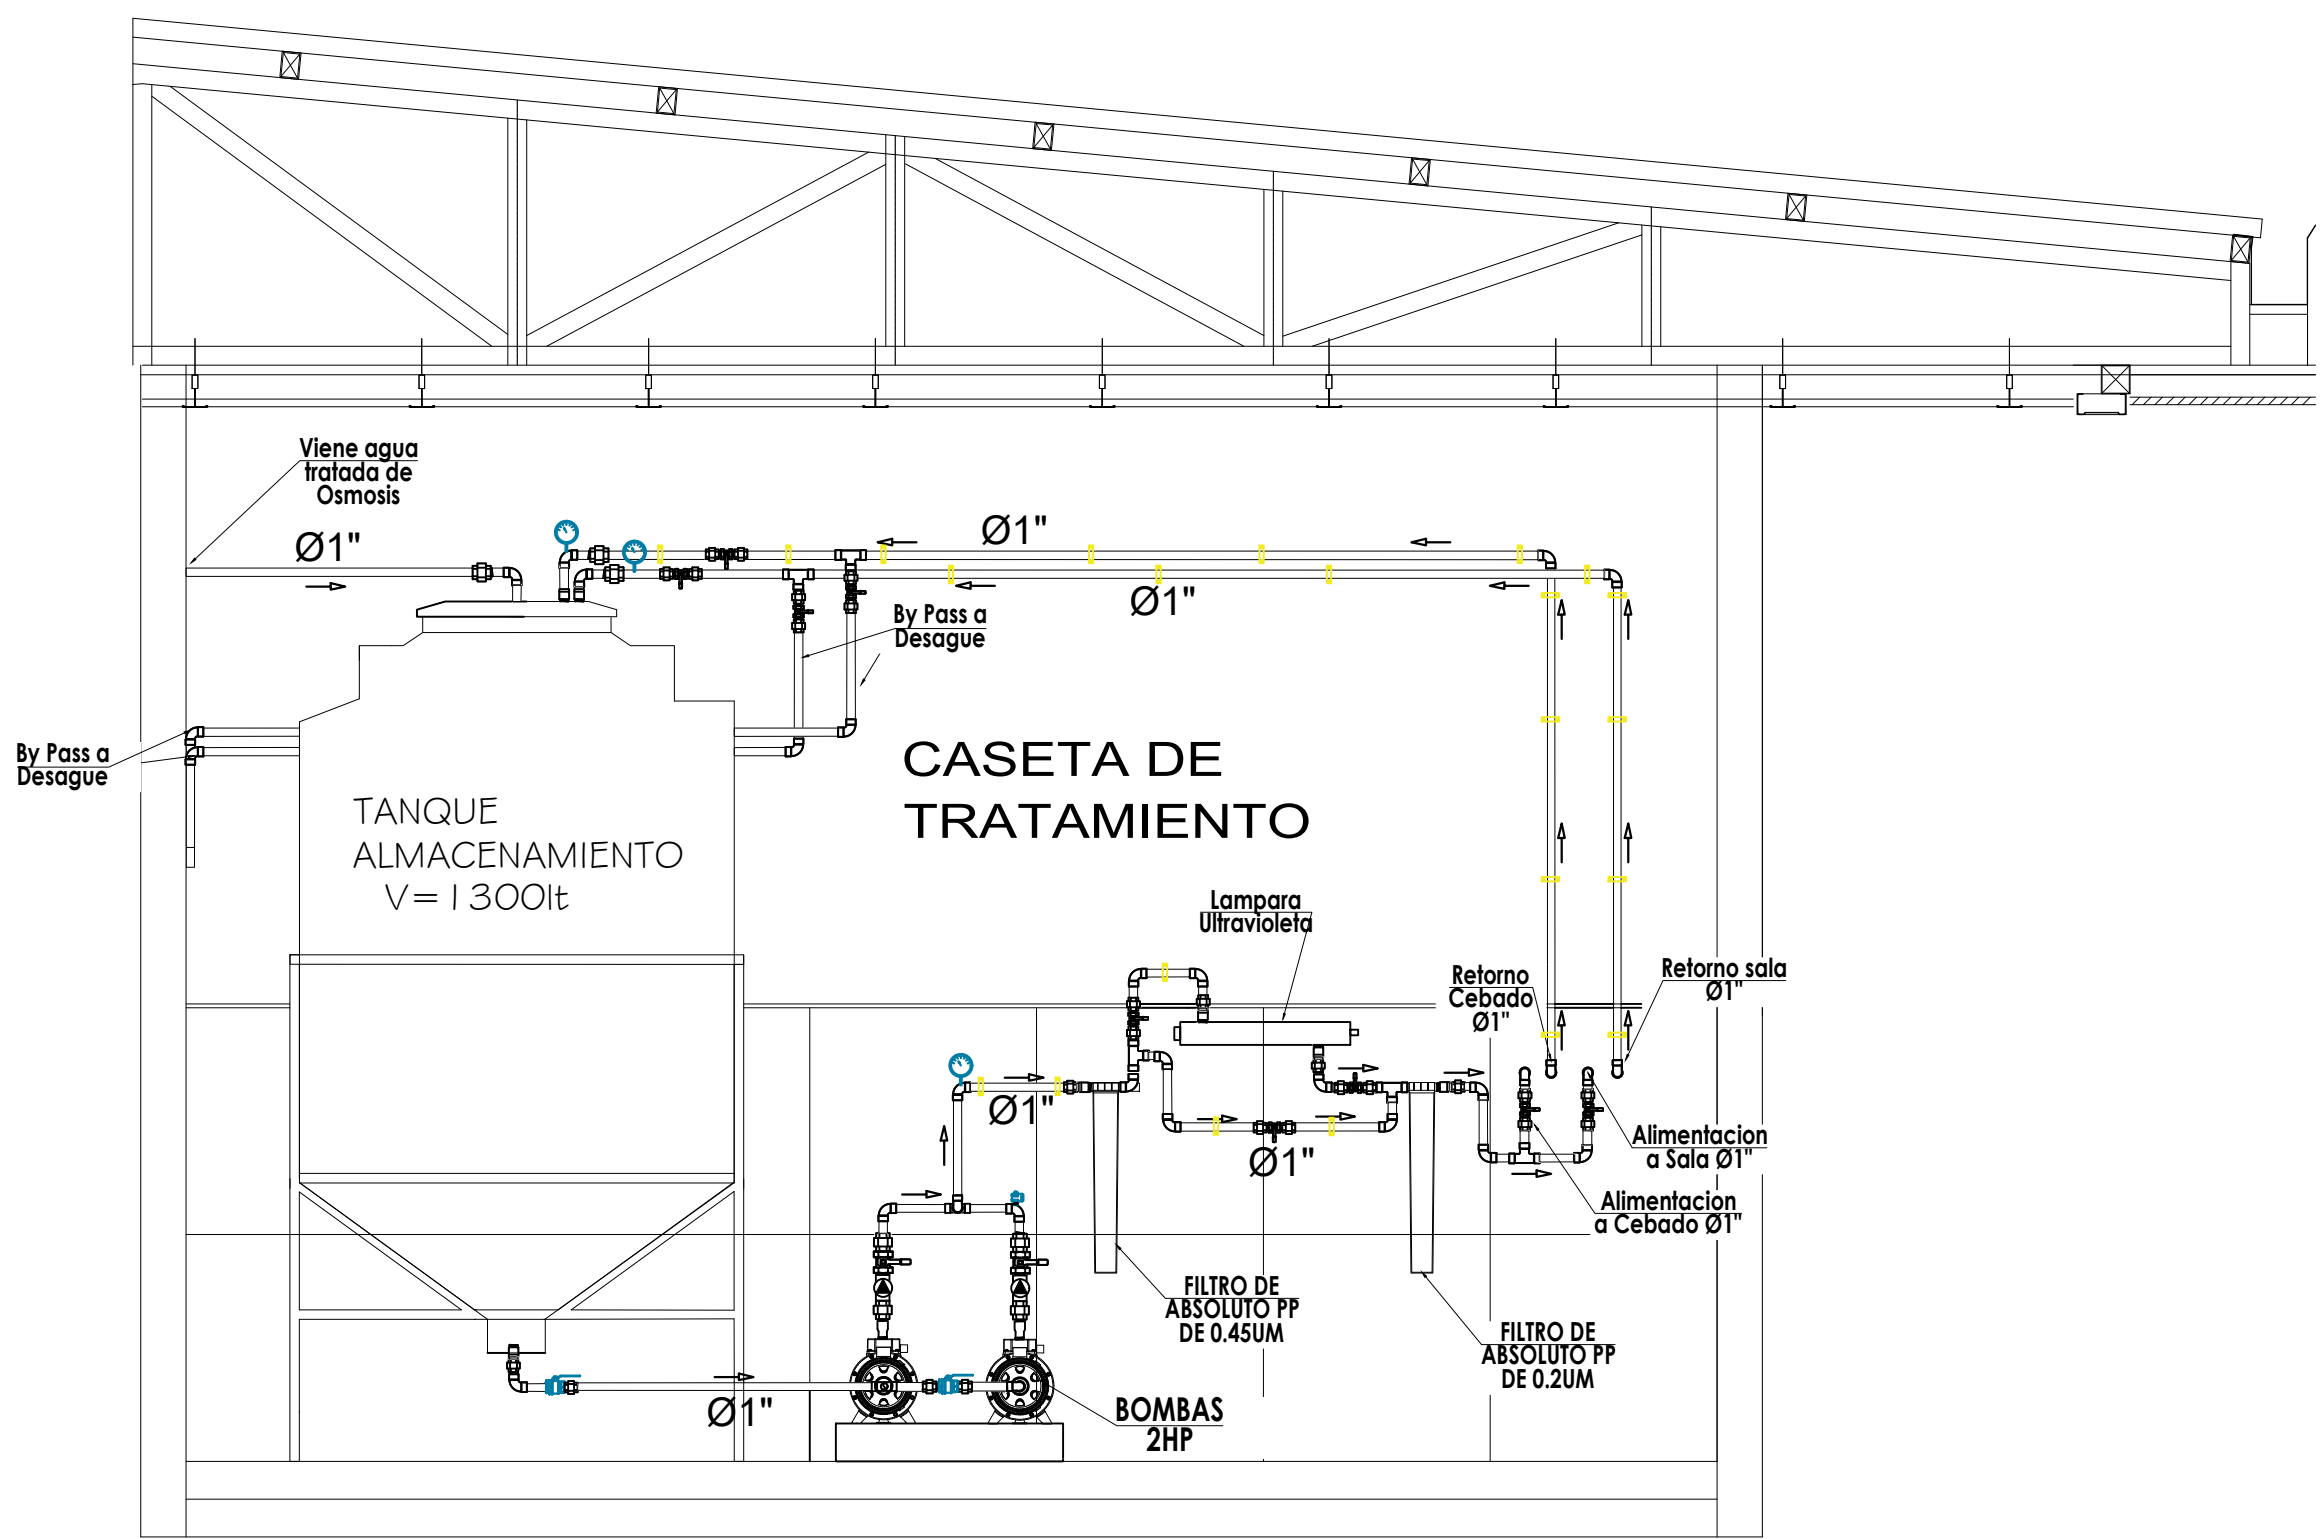 Viene agua
tratada de
Osmosis
Ø1"
Ø1"
Ø1"
By Pass a
Desague
By Pass a
Desague
CASETA DE
TRATAMIENTO
TANQUE
ALMACENAMIENTO
V=1300lt
Lampara
Ultravioleta
Retorno
Cebado
Ø1"
Retorno sala
Ø1"
Ø1"
Ø1"
Alimentacion
a Sala Ø1"
Alimentacion
a Cebado Ø1"
FILTRO DE
ABSOLUTO PP
DE 0.45UM
FILTRO DE
ABSOLUTO PP
DE 0.2UM
Ø1"
BOMBAS
2HP